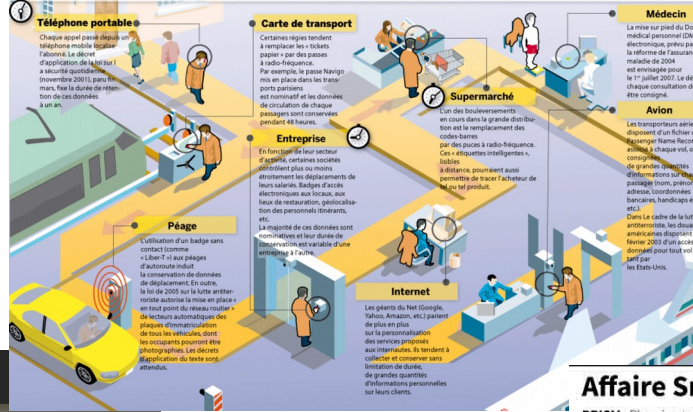 Téléphone portable
Chaque appel passé depuis un
téléphone mobile localise
l'abonné. Le décret
d'application de la loi sur l
a sécurité quotidienne
(novembre 2001), paru fin
mars, fixe la durée de réten-
tion de ces données
à un an.
Carte de transport
Certaines régies tendent
à remplacer les « tickets
papier » par des passes
à radio-fréquence.
Par exemple, le passe Navigo
mis en place dans les trans-
ports parisiens
est nominatif et les données
de circulation de chaque
passagers sont conservées
pendant 48 heures.
Médecin
La mise sur pied du Do
médical personnel (DM
électronique, prévu pa
la réforme de l'assuran
maladie de 2004
est envisagée pour
le 1er juillet 2007. Le d
chaque consultation d
être consigné.
Supermarché
L'un des bouleversements
en cours dans la grande distribu-
tion est le remplacement des
codes-barres
par des puces à radio-fréquence.
Ces « étiquettes intelligentes »,
lisibles
à distance, pourraient aussi
permettre de tracer l'acheteur de
tel ou tel produit.
Avion
Les transporteurs aérie
disposent d'un fichier
Passenger Name Recor
associé à chaque vol, o
consignées
de grandes quantités
d'informations sur cha
passager (nom, prénor
adresse, coordonnées
bancaires, handicaps é
etc.).
Dans Le cadre de la lut
antiterroriste, les doua
américaines disposent
février 2003 d'un accès
données pour tout vol
tant par
les Etats-Unis.
Entreprise
En fonction de leur secteur
d'activité, certaines sociétés
contrôlent plus ou moins
étroitement les déplacements de
leurs salariés. Badges d'accès
électroniques aux locaux, aux
lieux de restauration, géolocalisa-
tion des personnels itinérants,
etc.
La majorité de ces données sont
nominatives et leur durée de
conservation est variable d'une
entreprise à l'autre.
Péage
L'utilisation d'un badge sans
contact (comme
« Liber-T ») aux péages
d'autoroute induit
la conservation de données
de déplacement. En outre,
la loi de 2005 sur la lutte antiter-
roriste autorise la mise en place «
en tout point du réseau routier »
de lecteurs automatiques des
plaques d'immatriculation
de tous les véhicules, dont
les occupants pourront être
photographiés. Les décrets
d'application du texte sont
attendus.
Internet
Les géants du Net (Google,
Yahoo, Amazon, etc.) parient
de plus en plus
sur la personnalisation
des services proposés
aux internautes. Ils tendent à
collecter et conserver sans
limitation de durée,
de grandes quantités
d'informations personnelles
sur leurs clients.
Affaire Sn
PRISM